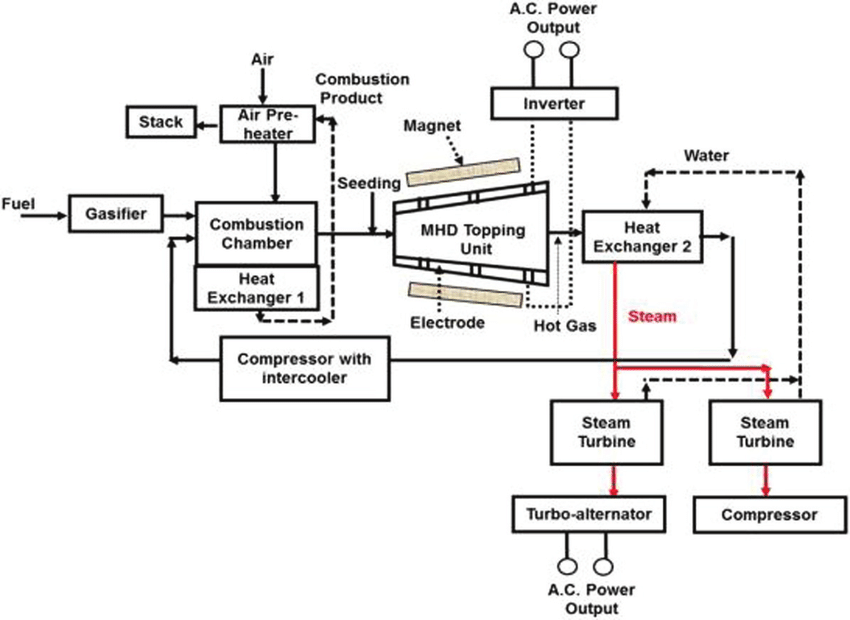 A.C. Power
Output
Air
Combustion
Product
Inverter
Stack
Air Pre-
heater
Magnet
Water
Seeding
Fuel
Gasifier
Combustion
Chamber
MHD Topping
Unit
Heat
Exchanger 2
Heat
Exchanger 1
Electrode
Hot Gas
Steam
Compressor with
intercooler
Steam
Turbine
Steam
Turbine
Turbo-alternator
Compressor
A.C. Power
Output